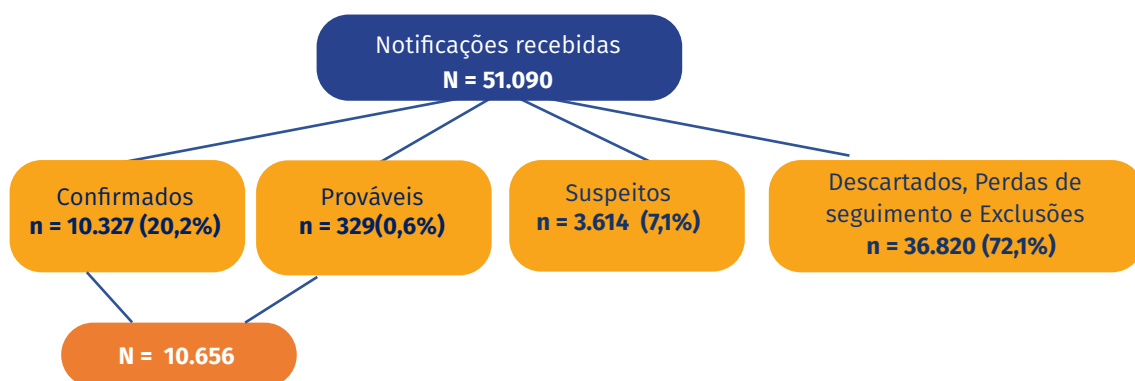 Notificações recebidas
N = 51.090
Confirmados
n = 10.327 (20,2%)
Prováveis
n = 329(0,6%)
Suspeitos
n = 3.614 (7,1%)
Descartados, Perdas de
seguimento e Exclusões
n = 36.820 (72,1%)
N = 10.656